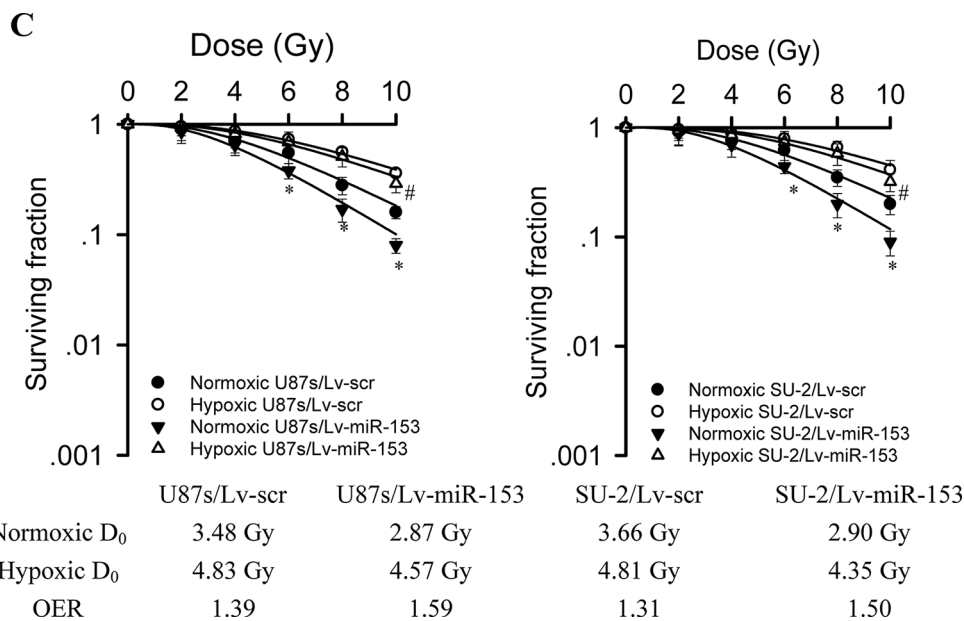 C
Dose (Gy)
0 2 4 6 8 10
1
.1
.01
.001
Surviving fraction
*
*
*
#
Normoxic U87s/Lv-scr
Hypoxic U87s/Lv-scr
Normoxic U87s/Lv-miR-153
Hypoxic U87s/Lv-miR-153
Dose (Gy)
0 2 4 6 8 10
1
.1
.01
.001
Surviving fraction
*
*
*
#
Normoxic SU-2/Lv-scr
Hypoxic SU-2/Lv-scr
Normoxic SU-2/Lv-miR-153
Hypoxic SU-2/Lv-miR-153
U87s/Lv-scr U87s/Lv-miR-153 SU-2/Lv-scr SU-2/Lv-miR-153
Normoxic D₀ 3.48 Gy 2.87 Gy 3.66 Gy 2.90 Gy
Hypoxic D₀ 4.83 Gy 4.57 Gy 4.81 Gy 4.35 Gy
OER 1.39 1.59 1.31 1.50